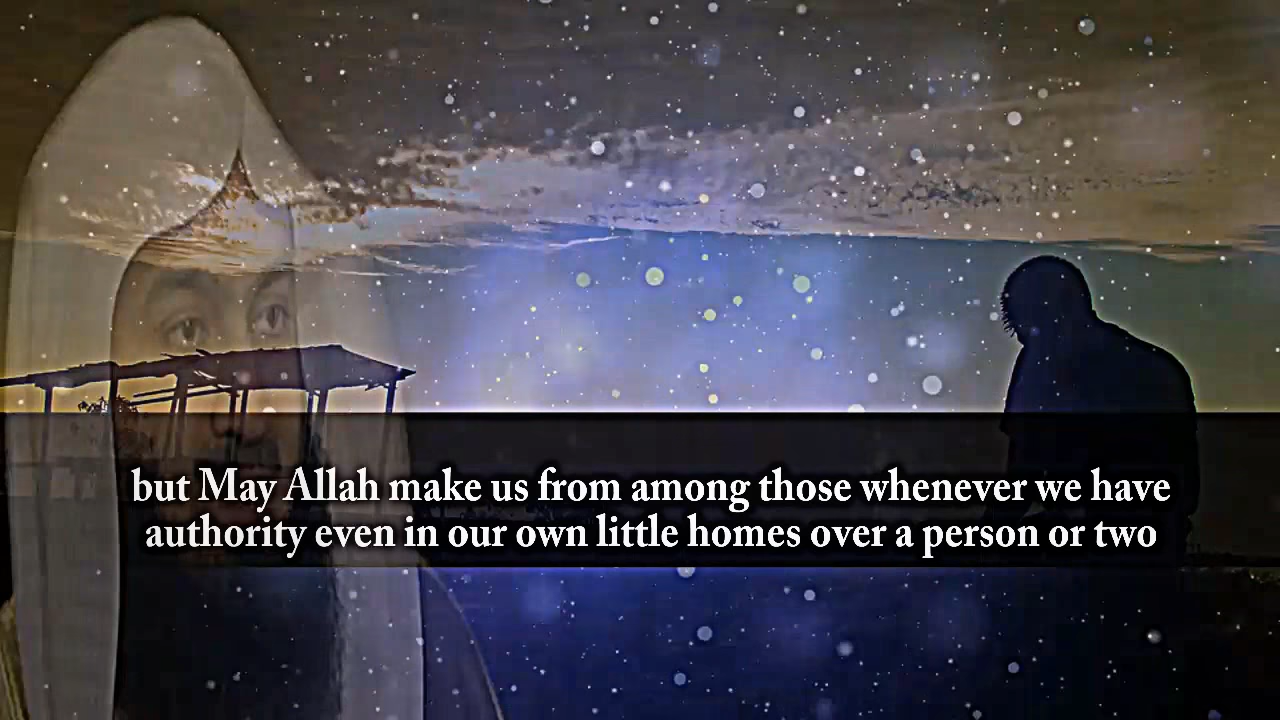 but May Allah make us from among those whenever we have
authority even in our own little homes over a person or two